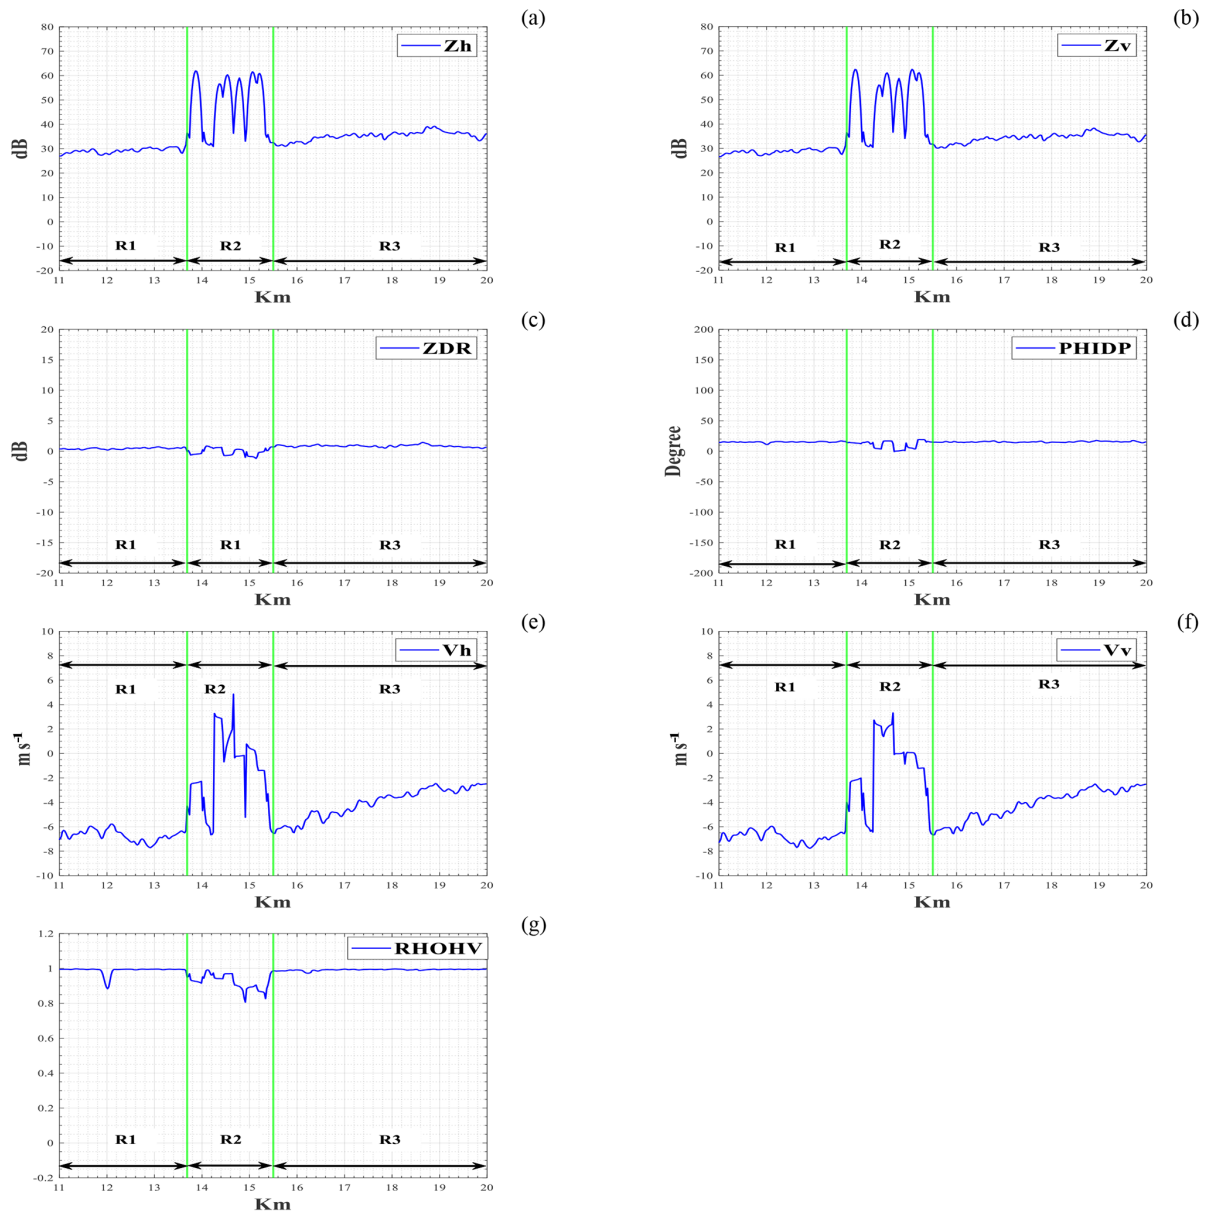 (a)
Zh
80
70
60
50
40
30
20
10
0
-10
-20
dB
R1 R2 R3
11 12 13 14 15 16 17 18 19 20
Km
(b)
Zv
80
70
60
50
40
30
20
10
0
-10
-20
dB
R1 R2 R3
11 12 13 14 15 16 17 18 19 20
Km
(c)
ZDR
20
15
10
5
0
-5
-10
-15
-20
dB
R1 R1 R3
11 12 13 14 15 16 17 18 19 20
Km
(d)
PHIDP
200
150
100
50
0
-50
-100
-150
-200
Degree
R1 R2 R3
11 12 13 14 15 16 17 18 19 20
Km
(e)
Vh
10
8
6
4
2
0
-2
-4
-6
-8
-10
m s-1
R1 R2 R3
11 12 13 14 15 16 17 18 19 20
Km
(f)
Vv
10
8
6
4
2
0
-2
-4
-6
-8
-10
m s-1
R1 R2 R3
11 12 13 14 15 16 17 18 19 20
Km
(g)
RHOHV
1.2
1
0.8
0.6
0.4
0.2
0
-0.2
R1 R2 R3
11 12 13 14 15 16 17 18 19 20
Km